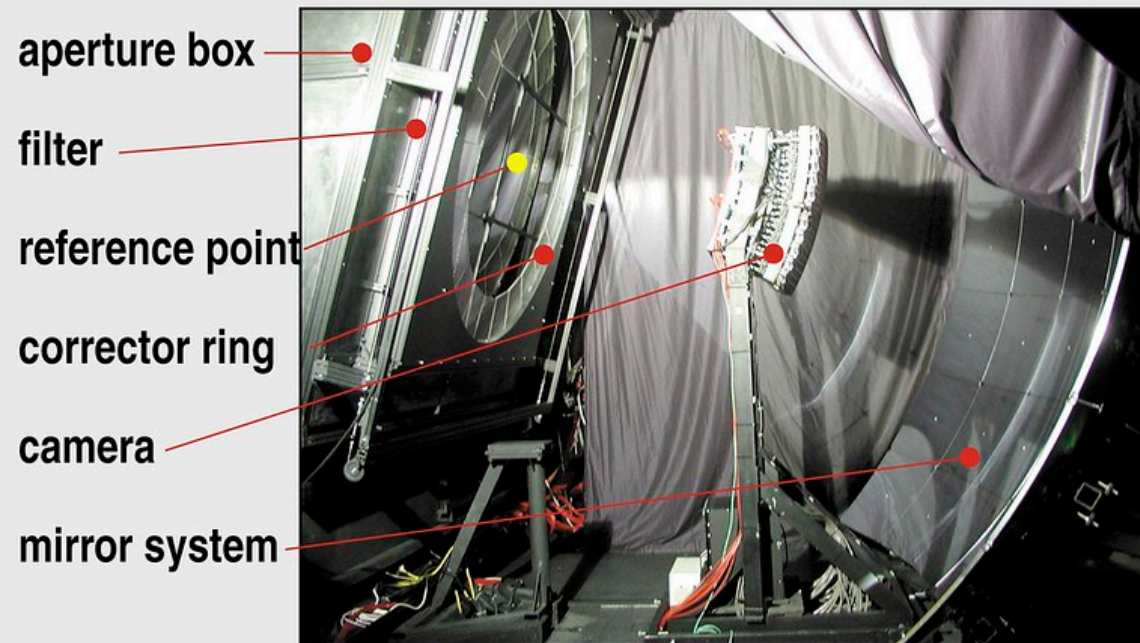 aperture box
filter
reference point
corrector ring
camera
mirror system